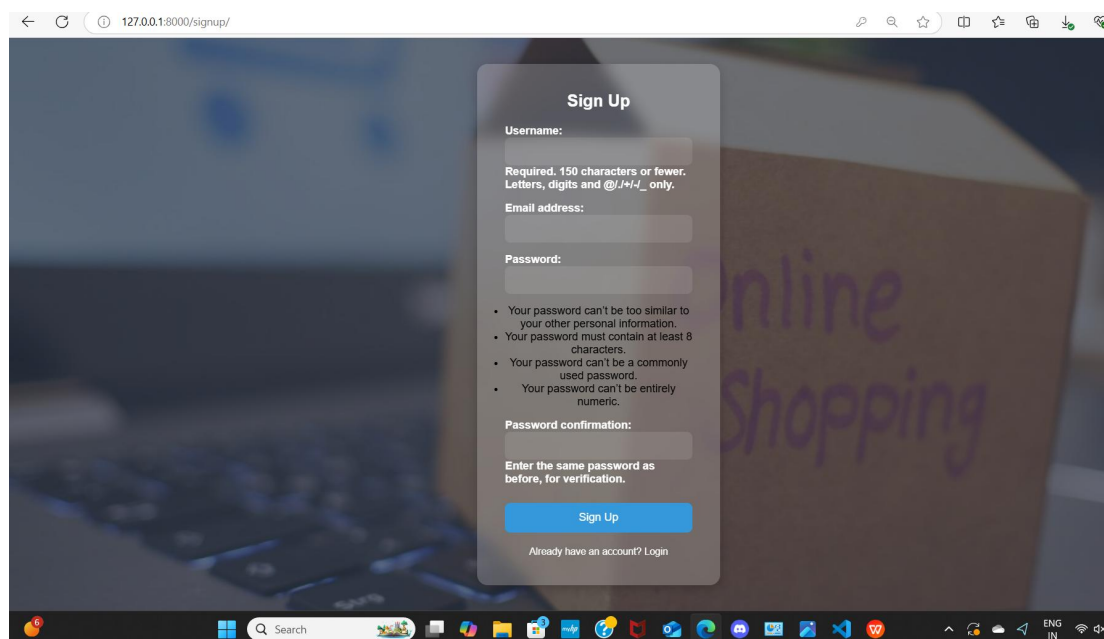 127.0.0.1:8000/signup/
Sign Up
Username:
Required. 150 characters or fewer.
Letters, digits and @/./+/-/_ only.
Email address:
Password:
Your password can't be too similar to
your other personal information.
Your password must contain at least 8
characters.
Your password can't be a commonly
used password.
Your password can't be entirely
numeric.
Password confirmation:
Enter the same password as
before, for verification.
Sign Up
Already have an account? Login
Online
Shopping
6
Search
3
ENG
IN